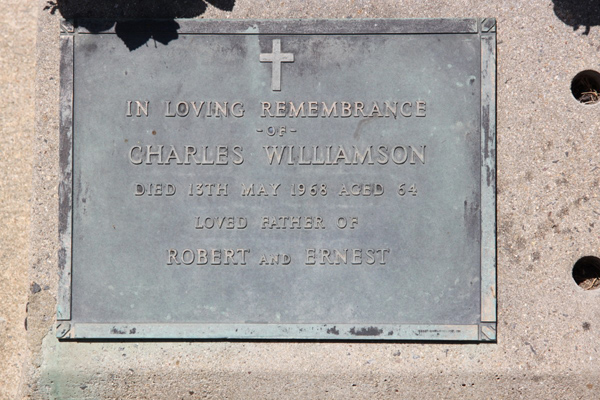 IN LOVING REMEMBRANCE
-OF-
CHARLES WILLIAMSON
DIED 13TH MAY 1968 AGED 64
LOVED FATHER OF
ROBERT AND ERNEST